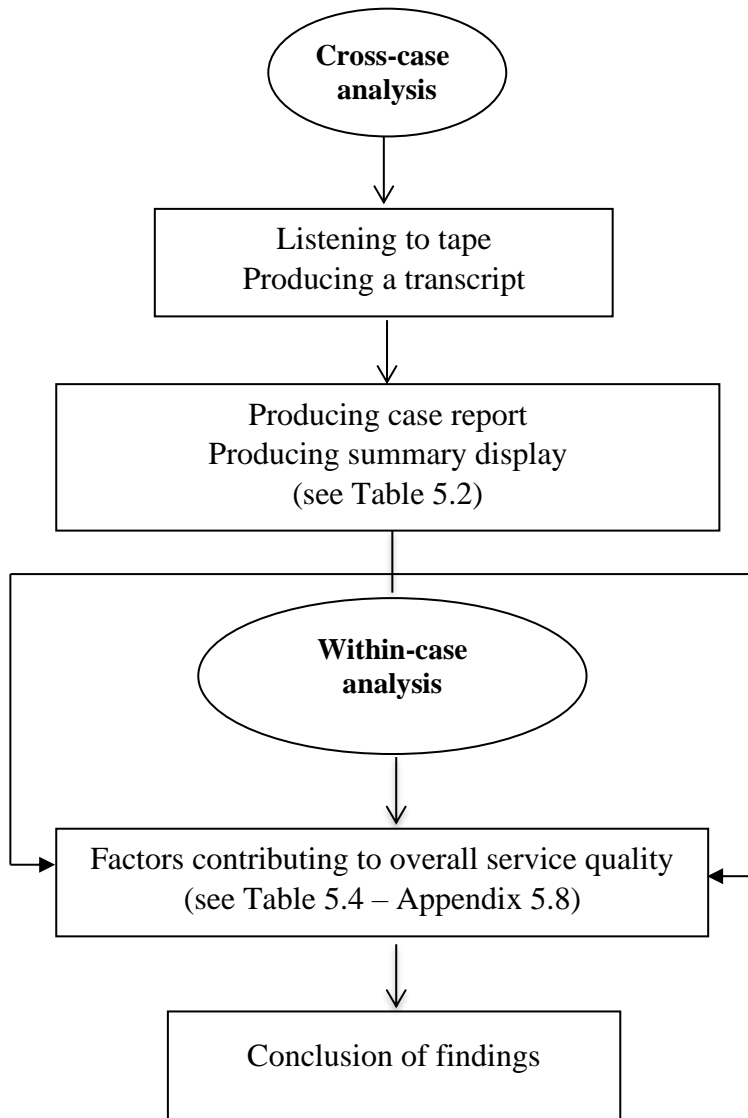 Cross-case
analysis
Listening to tape
Producing a transcript
Producing case report
Producing summary display
(see Table 5.2)
Within-case
analysis
Factors contributing to overall service quality
(see Table 5.4 – Appendix 5.8)
Conclusion of findings